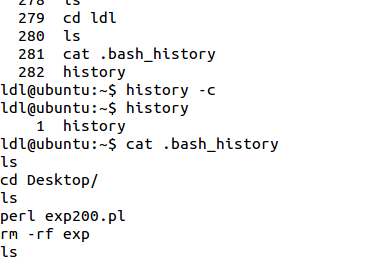 278 ls
279 cd ldl
280 ls
281 cat .bash_history
282 history
ldl@ubuntu:~$ history -c
ldl@ubuntu:~$ history
1 history
ldl@ubuntu:~$ cat .bash_history
ls
cd Desktop/
ls
perl exp200.pl
rm -rf exp
ls